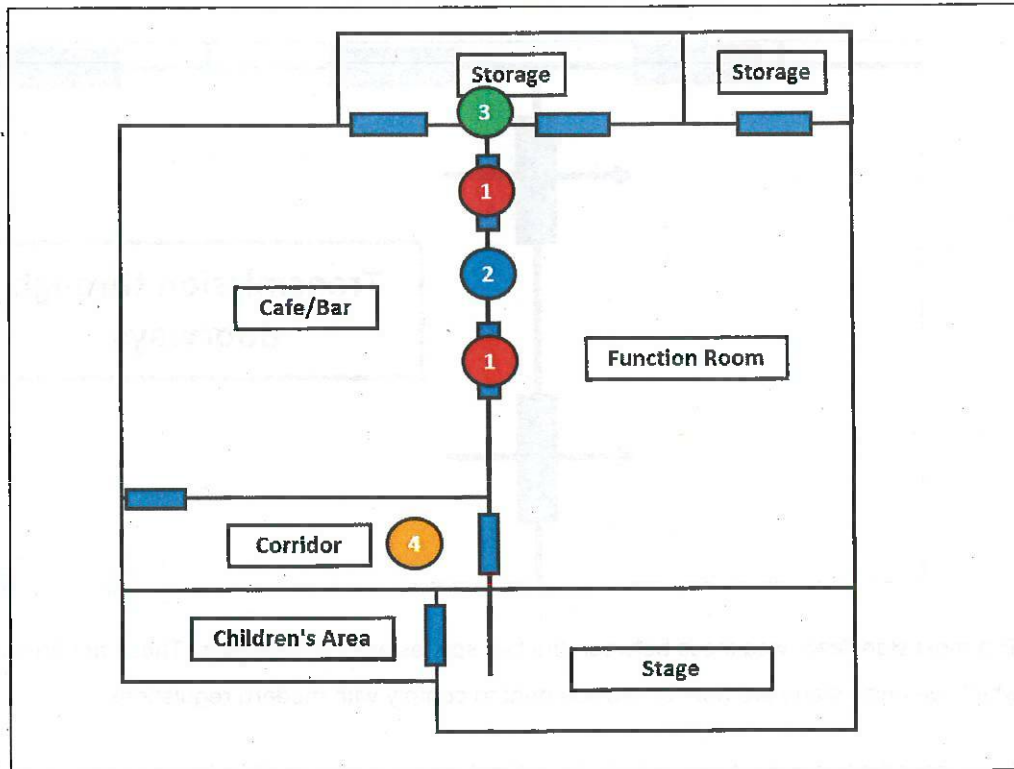 Storage
Storage
3
1
2
Cafe/Bar
1
Function Room
Corridor
4
Children's Area
Stage